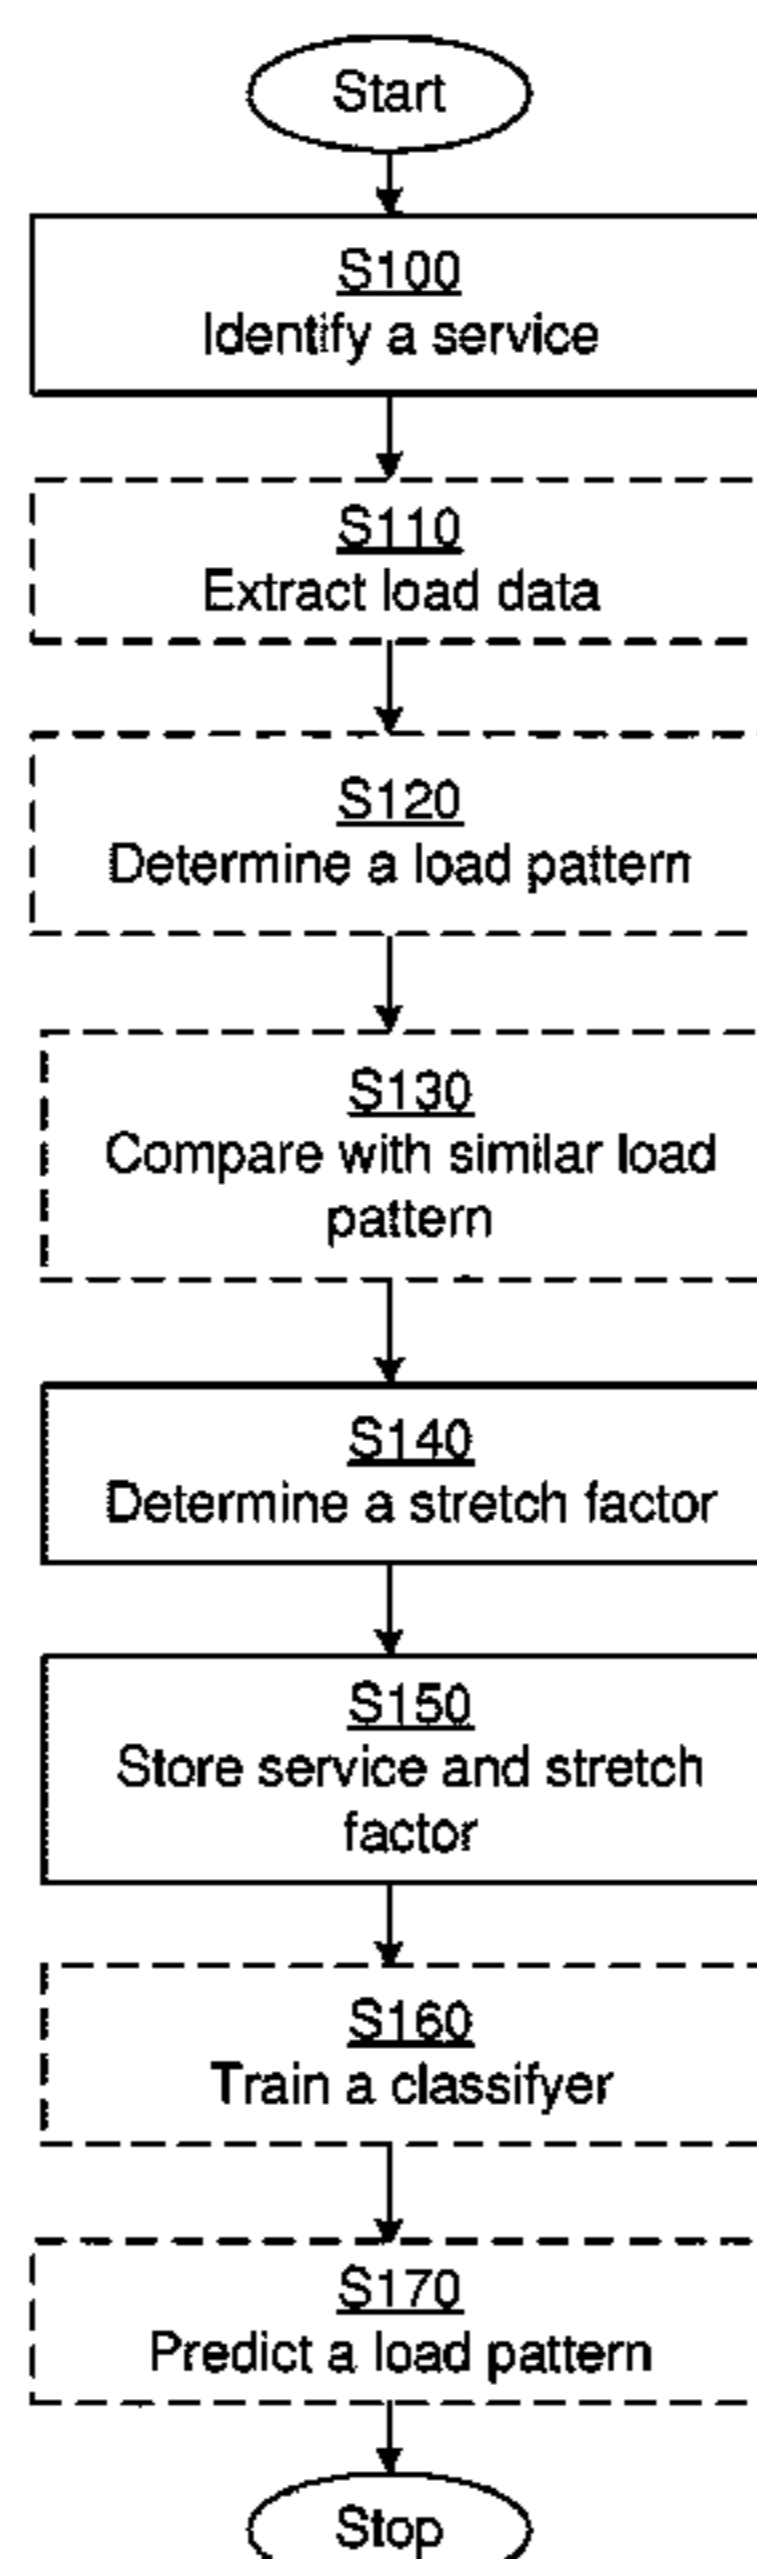 Start
S100
Identify a service
S110
Extract load data
S120
Determine a load pattern
S130
Compare with similar load
pattern
S140
Determine a stretch factor
S150
Store service and stretch
factor
S160
Train a classifyer
S170
Predict a load pattern
Stop